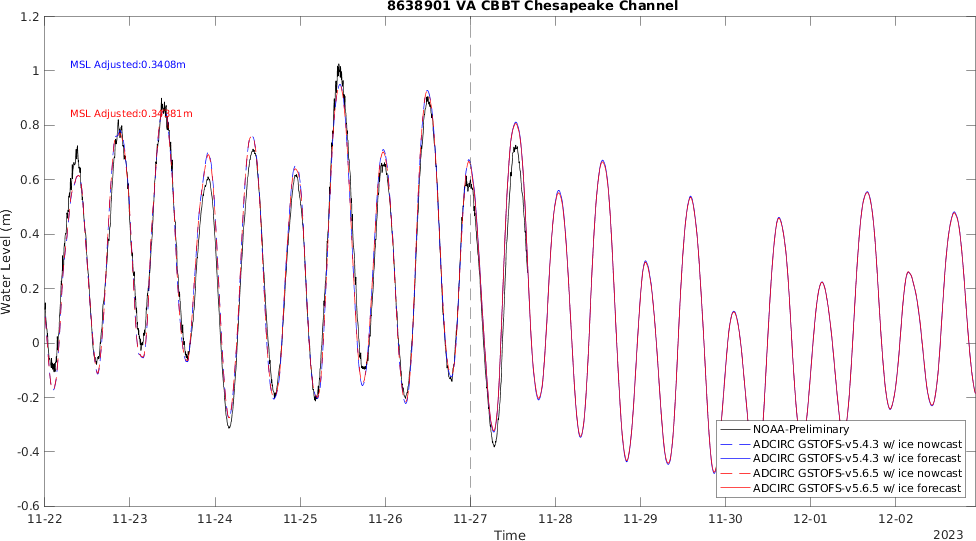 8638901 VA CBBT Chesapeake Channel
1.2
1
0.8
0.6
0.4
0.2
0
-0.2
-0.4
-0.6
Water Level (m)
MSL Adjusted:0.3408m
MSL Adjusted:0.34381m
NOAA-Preliminary
ADCIRC GSTOFS-v5.4.3 w/ ice nowcast
ADCIRC GSTOFS-v5.4.3 w/ ice forecast
ADCIRC GSTOFS-v5.6.5 w/ ice nowcast
ADCIRC GSTOFS-v5.6.5 w/ ice forecast
11-22 11-23 11-24 11-25 11-26 11-27 11-28 11-29 11-30 12-01 12-02
Time
2023